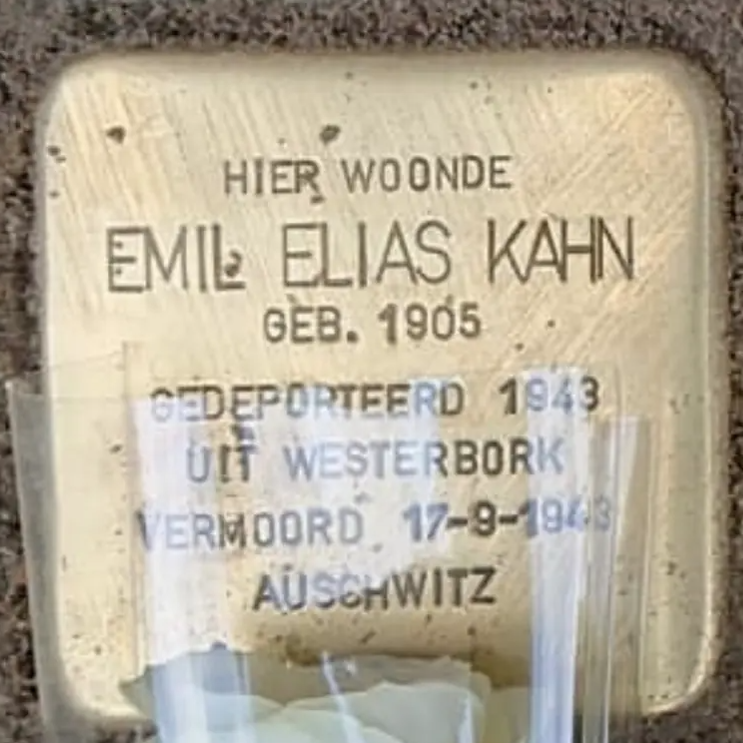 HIER WOONDE
EMIL ELIAS KAHN
GEB. 1905
GEDEPORTEERD 1943
UIT WESTERBORK
VERMOORD 17-9-1943
AUSCHWITZ